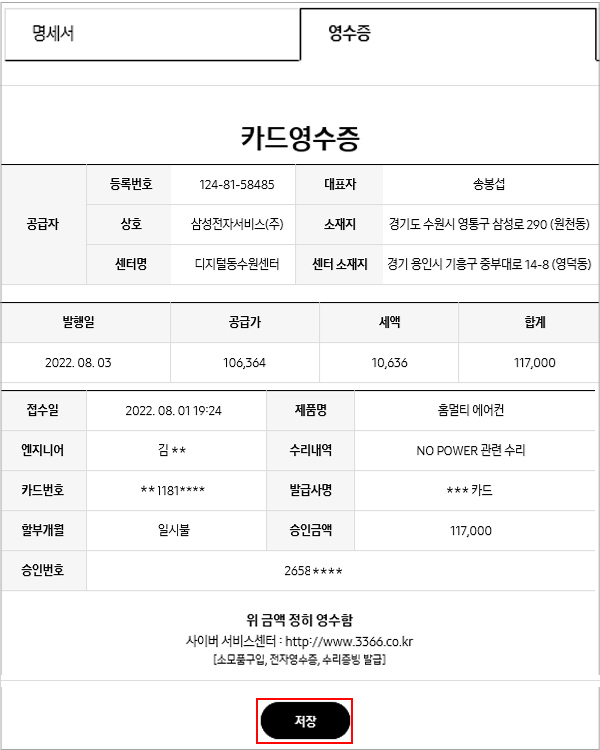 명세서 영수증
카드영수증
공급자
등록번호 124-81-58485 대표자 송봉섭
상호 삼성전자서비스(주) 소재지 경기도 수원시 영통구 삼성로 290 (원천동)
센터명 디지털동수원센터 센터 소재지 경기 용인시 기흥구 중부대로 14-8 (영덕동)
발행일 공급가 세액 합계
2022. 08. 03 106,364 10,636 117,000
접수일 2022. 08. 01 19:24 제품명 홈멀티 에어컨
엔지니어 김 ** 수리내역 NO POWER 관련 수리
카드번호 **1181**** 발급사명 *** 카드
할부개월 일시불 승인금액 117,000
승인번호 2658****
위 금액 정히 영수함
사이버 서비스센터 : http://www.3366.co.kr
[소모품구입, 전자영수증, 수리증빙 발급]
저장